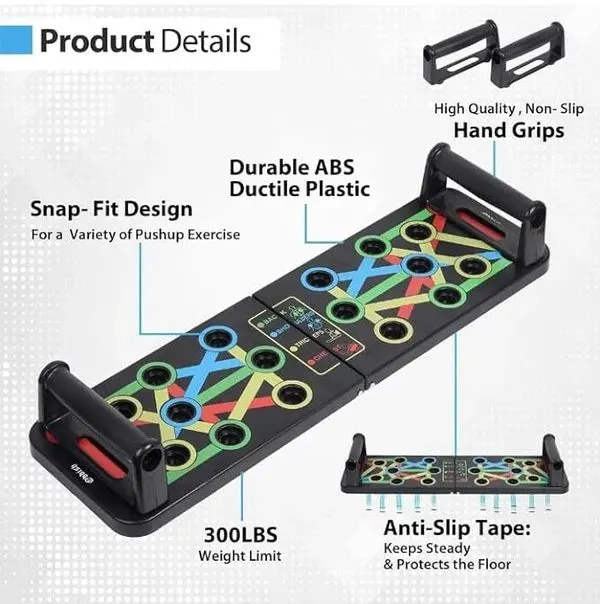 Product Details
High Quality , Non- Slip
Hand Grips
Durable ABS
Ductile Plastic
Snap- Fit Design
For a Variety of Pushup Exercise
BACK
300LBS
Weight Limit
Anti-Slip Tape:
Keeps Steady
& Protects the Floor